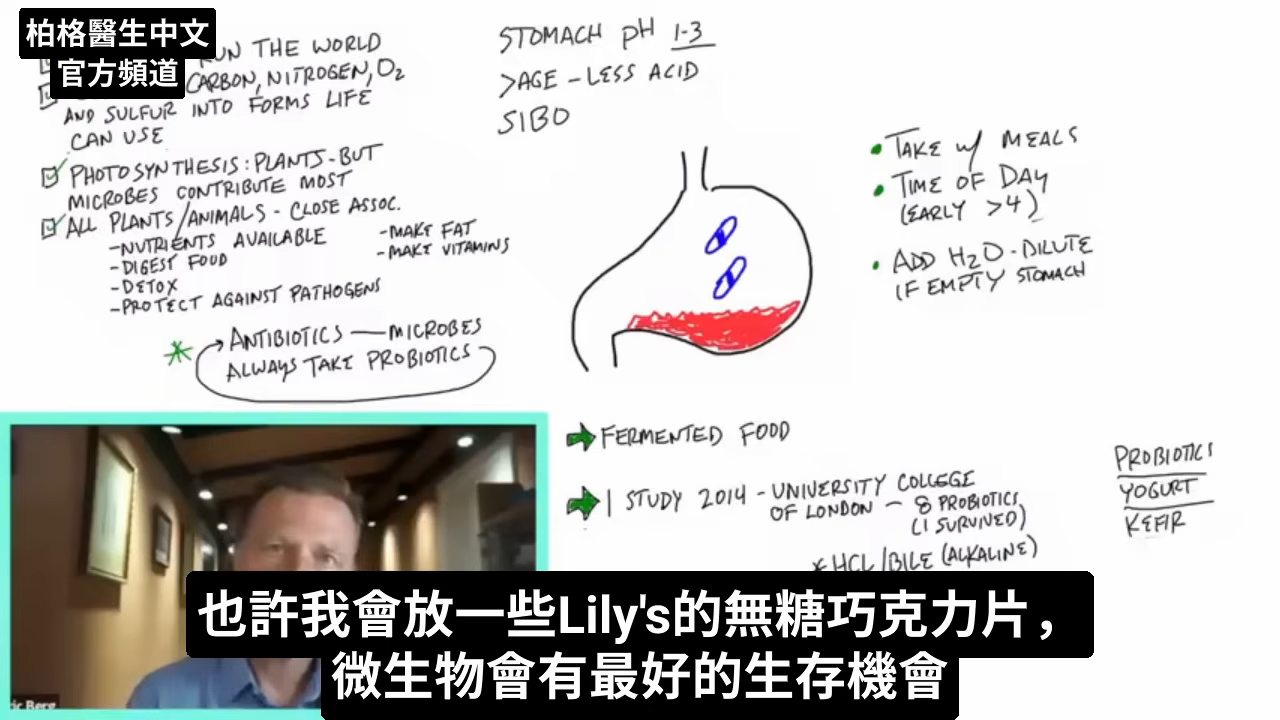 柏格醫生中文
官方頻道
RUN THE WORLD
CARBON, NITROGEN, O2
AND SULFUR INTO FORMS LIFE
CAN USE
PHOTOSYNTHESIS: PLANTS - BUT
MICROBES CONTRIBUTE MOST
ALL PLANTS/ANIMALS - CLOSE ASSOC.
- NUTRIENTS AVAILABLE
- DIGEST FOOD
- DETOX
- PROTECT AGAINST PATHOGENS
- MAKE FAT
- MAKE VITAMINS
* ANTIBIOTICS — MICROBES
ALWAYS TAKE PROBIOTICS
STOMACH pH 1-3
>AGE - LESS ACID
SIBO
• TAKE w/ MEALS
• TIME OF DAY
(EARLY >4)
• ADD H2O - DILUTE
IF EMPTY STOMACH
FERMENTED FOOD
1 STUDY 2014 - UNIVERSITY COLLEGE
OF LONDON - 8 PROBIOTICS
(1 SURVIVED)
* HCL/BILE (ALKALINE)
PROBIOTICS
YOGURT
KEFIR
也許我會放一些Lily's的無糖巧克力片，
微生物會有最好的生存機會
ic Berg